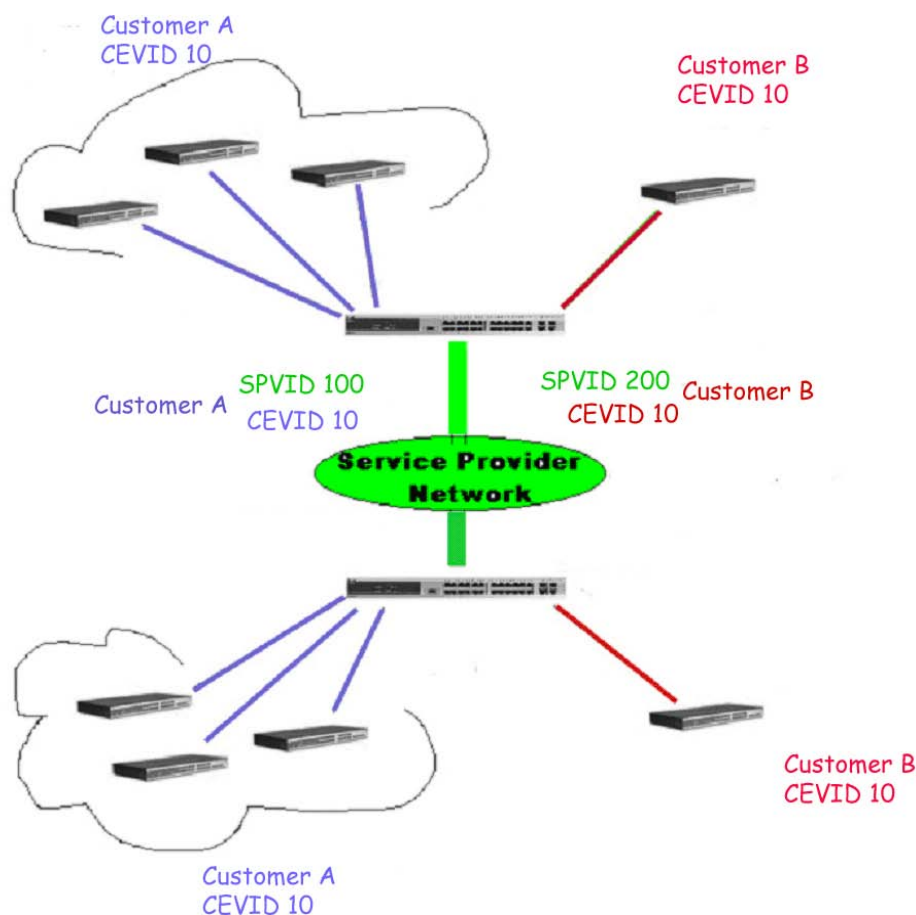 Customer A
CEVID 10
Customer B
CEVID 10
SPVID 100
Customer A
CEVID 10
SPVID 200
CEVID 10
Customer B
Service Provider
Network
Customer B
CEVID 10
Customer A
CEVID 10